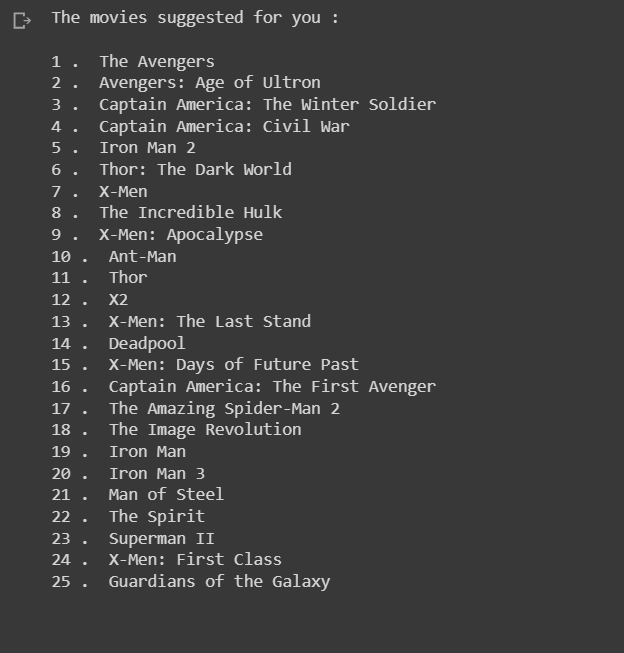 The movies suggested for you :
1 .  The Avengers
2 .  Avengers: Age of Ultron
3 .  Captain America: The Winter Soldier
4 .  Captain America: Civil War
5 .  Iron Man 2
6 .  Thor: The Dark World
7 .  X-Men
8 .  The Incredible Hulk
9 .  X-Men: Apocalypse
10 .  Ant-Man
11 .  Thor
12 .  X2
13 .  X-Men: The Last Stand
14 .  Deadpool
15 .  X-Men: Days of Future Past
16 .  Captain America: The First Avenger
17 .  The Amazing Spider-Man 2
18 .  The Image Revolution
19 .  Iron Man
20 .  Iron Man 3
21 .  Man of Steel
22 .  The Spirit
23 .  Superman II
24 .  X-Men: First Class
25 .  Guardians of the Galaxy